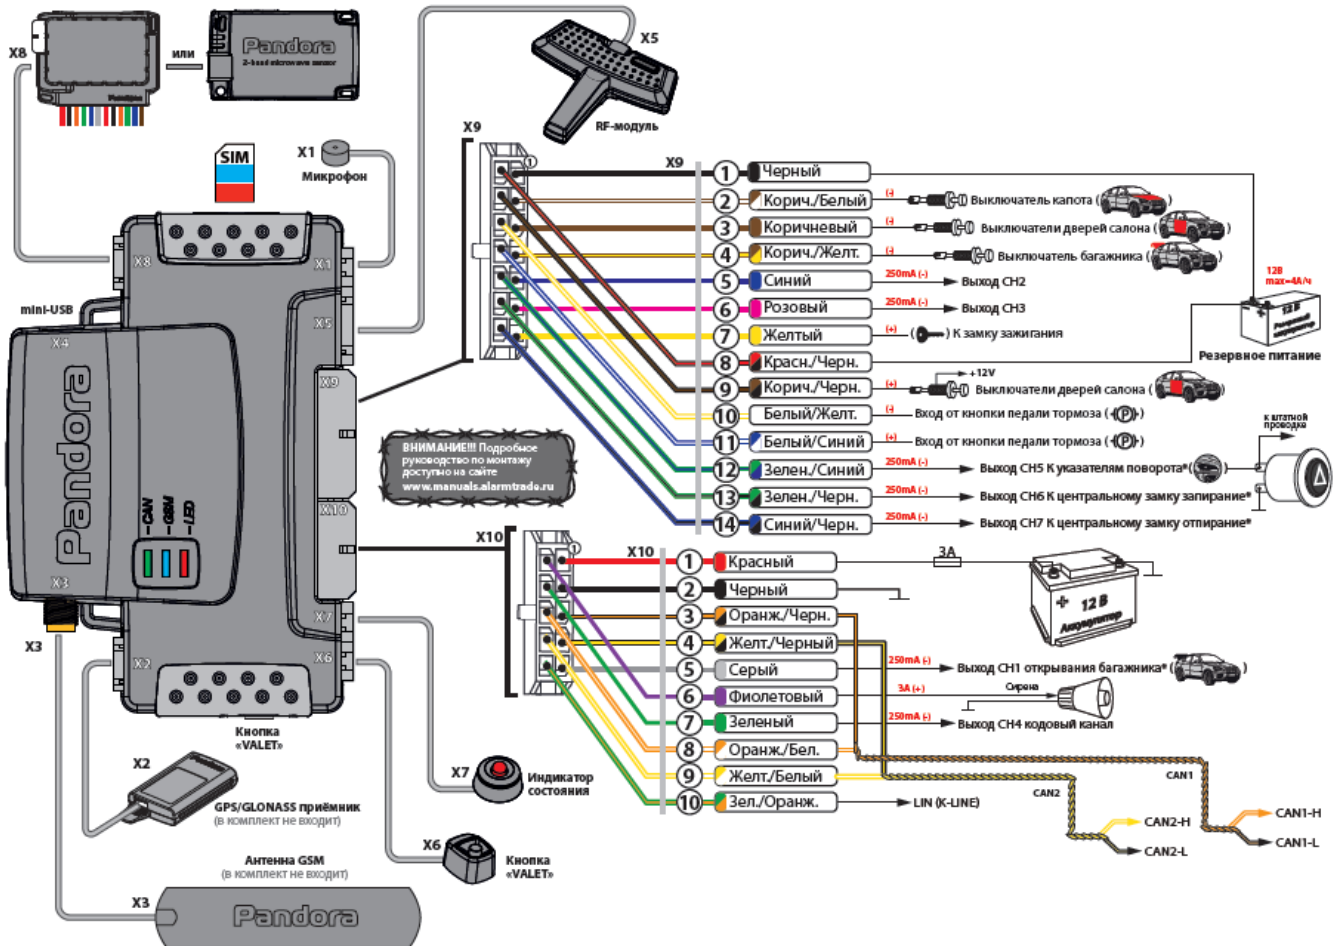 X8
или
Pandora
2-band microwave sensor
X5
RF-модуль
SIM
X1
Микрофон
X8
X1
mini-USB
X5
X4
X9
Pandora
CAN
GSM
LED
X10
X3
X7
X3
X2
X6
ВНИМАНИЕ!!! Подробное
руководство по монтажу
доступно на сайте
www.manuals.alarmtrade.ru
Кнопка
«VALET»
X2
GPS/GLONASS приёмник
(в комплект не входит)
X7
Индикатор
состояния
X6
Кнопка
«VALET»
Антенна GSM
(в комплект не входит)
X3
Pandora
X9
1
X9
1 Черный
2 Корич./Белый (-) Выключатель капота
3 Коричневый (-) Выключатели дверей салона
4 Корич./Желт. (-) Выключатель багажника
5 Синий 250mA (-) Выход CH2
6 Розовый 250mA (-) Выход CH3
7 Желтый (+) К замку зажигания
8 Красн./Черн.
9 Корич./Черн. (+) +12V Выключатели дверей салона
10 Белый/Желт. (-) Вход от кнопки педали тормоза (P)
11 Белый/Синий (+) Вход от кнопки педали тормоза (P)
12 Зелен./Синий 250mA (-) Выход CH5 К указателям поворота*
13 Зелен./Черн. 250mA (-) Выход CH6 К центральному замку запирание*
14 Синий/Черн. 250mA (-) Выход CH7 К центральному замку отпирание*
12В
max=4А/ч
12 В
Резервный
аккумулятор
Резервное питание
к штатной
проводке
X10
1
X10
1 Красный 3А
2 Черный
3 Оранж./Черн.
4 Желт./Черный
5 Серый 250mA (-) Выход CH1 открывания багажника*
6 Фиолетовый 3А (+) Сирена
7 Зеленый 250mA (-) Выход CH4 кодовый канал
8 Оранж./Бел.
9 Желт./Белый
10 Зел./Оранж. LIN (K-LINE)
12 В
Аккумулятор
CAN1
CAN2
CAN1-H
CAN2-H
CAN1-L
CAN2-L